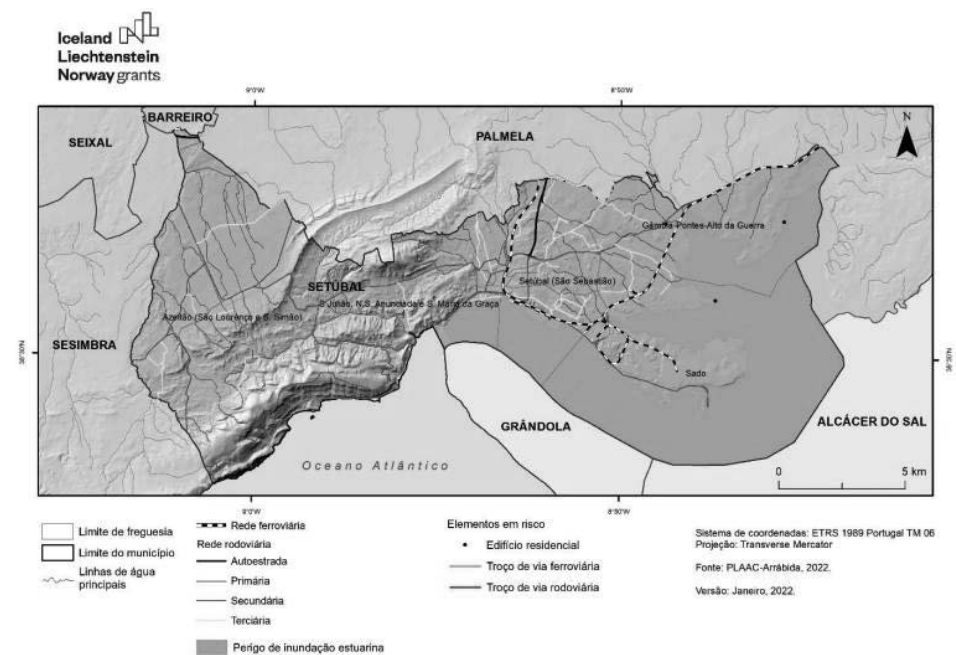 Iceland
Liechtenstein
Norway grants
9°0'W
8°50'W
BARREIRO
SEIXAL
PALMELA
N
Gâmbia-Pontes-Alto da Guerra
SETÚBAL
Setúbal (São Sebastião)
S.Julião, N.S. Anunciada e S. Maria da Graça
Azeitão (São Lourenço e S. Simão)
SESIMBRA
38°30'N
38°30'N
Sado
GRÂNDOLA
ALCÁCER DO SAL
Oceano Atlântico
0
5 km
9°0'W
8°50'W
Limite de freguesia
Limite do município
Linhas de água
principais
Rede ferroviária
Rede rodoviária
Autoestrada
Primária
Secundária
Terciária
Perigo de inundação estuarina
Elementos em risco
Edifício residencial
Troço de via ferroviária
Troço de via rodoviária
Sistema de coordenadas: ETRS 1989 Portugal TM 06
Projeção: Transverse Mercator
Fonte: PLAAC-Arrábida, 2022.
Versão: Janeiro, 2022.